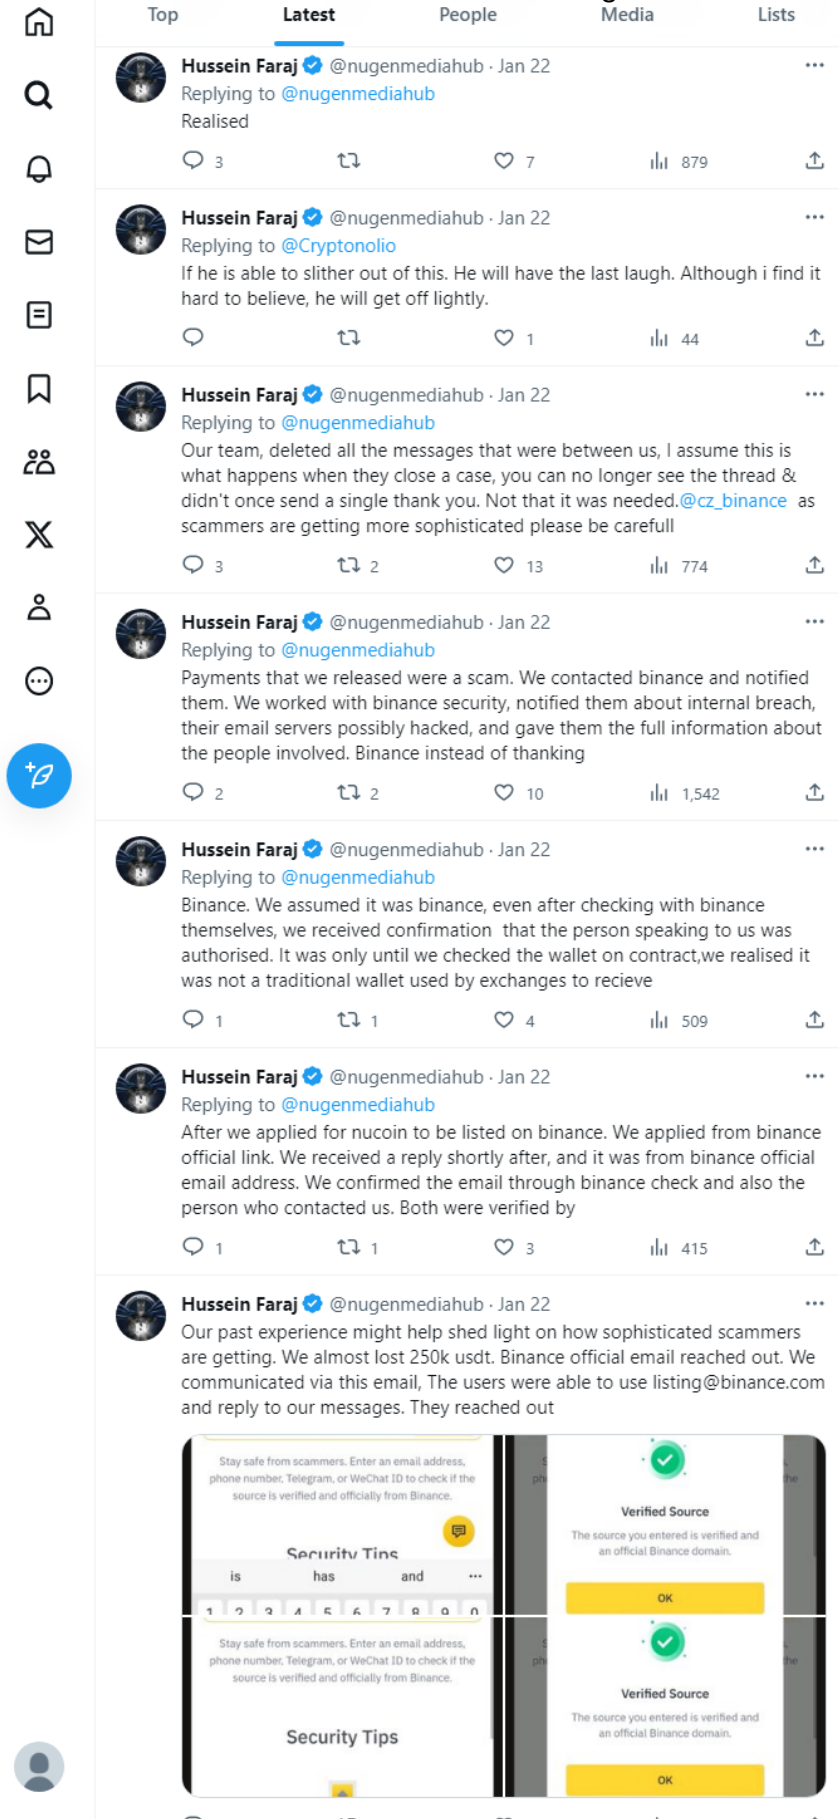 Top Latest People Media Lists
Hussein Faraj @nugenmediahub · Jan 22
Replying to @nugenmediahub
Realised
3 7 879
Hussein Faraj @nugenmediahub · Jan 22
Replying to @Cryptonolio
If he is able to slither out of this. He will have the last laugh. Although i find it
hard to believe, he will get off lightly.
1 44
Hussein Faraj @nugenmediahub · Jan 22
Replying to @nugenmediahub
Our team, deleted all the messages that were between us, I assume this is
what happens when they close a case, you can no longer see the thread &
didn't once send a single thank you. Not that it was needed.@cz_binance as
scammers are getting more sophisticated please be carefull
3 2 13 774
Hussein Faraj @nugenmediahub · Jan 22
Replying to @nugenmediahub
Payments that we released were a scam. We contacted binance and notified
them. We worked with binance security, notified them about internal breach,
their email servers possibly hacked, and gave them the full information about
the people involved. Binance instead of thanking
2 2 10 1,542
Hussein Faraj @nugenmediahub · Jan 22
Replying to @nugenmediahub
Binance. We assumed it was binance, even after checking with binance
themselves, we received confirmation that the person speaking to us was
authorised. It was only until we checked the wallet on contract,we realised it
was not a traditional wallet used by exchanges to recieve
1 1 4 509
Hussein Faraj @nugenmediahub · Jan 22
Replying to @nugenmediahub
After we applied for nucoin to be listed on binance. We applied from binance
official link. We received a reply shortly after, and it was from binance official
email address. We confirmed the email through binance check and also the
person who contacted us. Both were verified by
1 1 3 415
Hussein Faraj @nugenmediahub · Jan 22
Our past experience might help shed light on how sophisticated scammers
are getting. We almost lost 250k usdt. Binance official email reached out. We
communicated via this email, The users were able to use listing@binance.com
and reply to our messages. They reached out
Stay safe from scammers. Enter an email address,
phone number, Telegram, or WeChat ID to check if the
source is verified and officially from Binance.
Security Tips
is has and
1 2 3 4 5 6 7 8 9 0
Verified Source
The source you entered is verified and
an official Binance domain.
OK
Stay safe from scammers. Enter an email address,
phone number, Telegram, or WeChat ID to check if the
source is verified and officially from Binance.
Security Tips
Verified Source
The source you entered is verified and
an official Binance domain.
OK